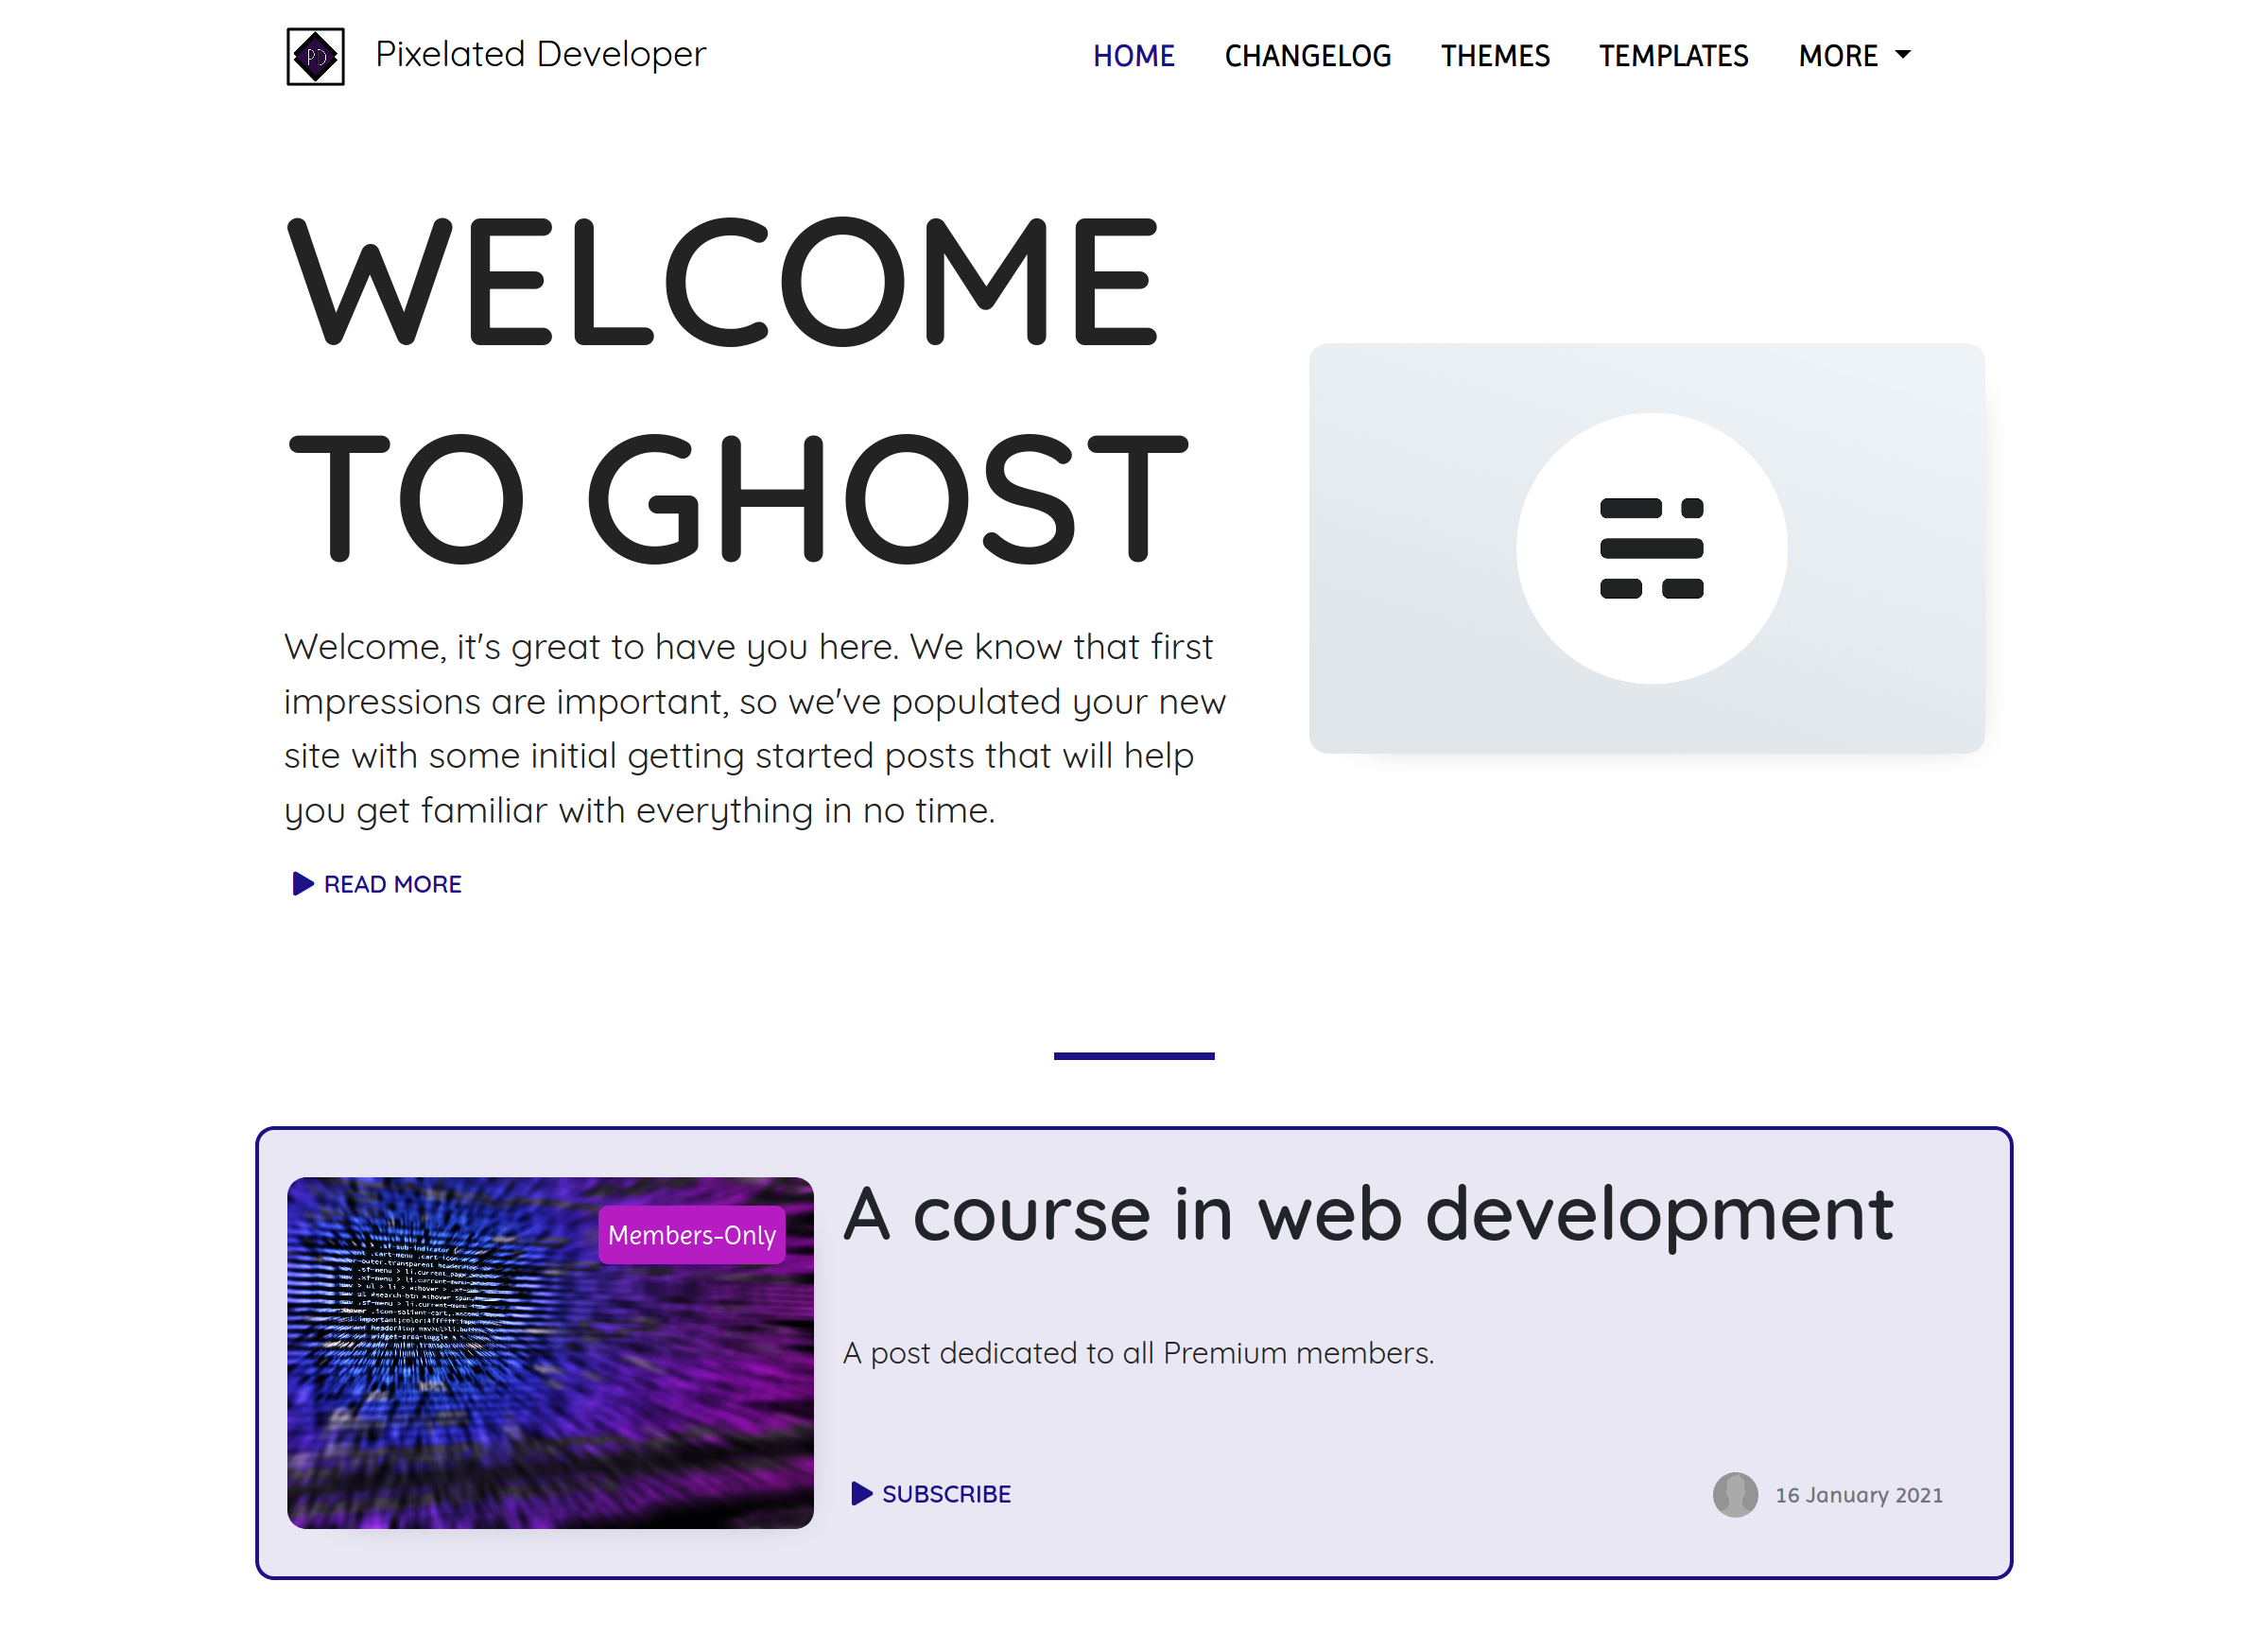 PD
Pixelated Developer
HOME CHANGELOG THEMES TEMPLATES MORE
WELCOME
TO GHOST
Welcome, it's great to have you here. We know that first
impressions are important, so we've populated your new
site with some initial getting started posts that will help
you get familiar with everything in no time.
READ MORE
Members-Only
A course in web development
A post dedicated to all Premium members.
SUBSCRIBE
16 January 2021